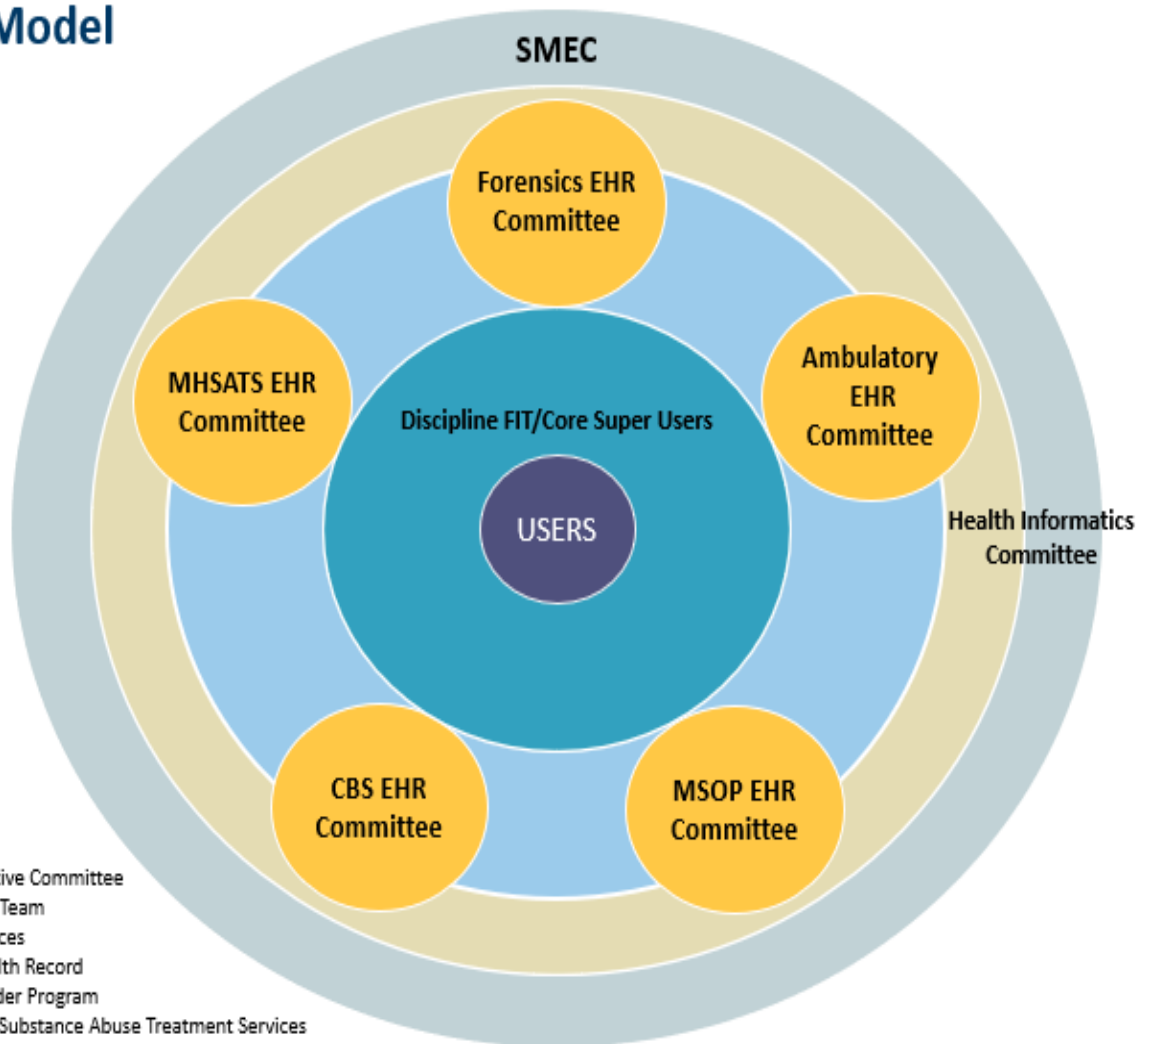 Model
SMEC
Forensics EHR
Committee
Ambulatory
EHR
Committee
MHSATS EHR
Committee
Discipline FIT/Core Super Users
USERS
Health Informatics
Committee
CBS EHR
Committee
MSOP EHR
Committee
tive Committee
Team
ces
lth Record
der Program
Substance Abuse Treatment Services